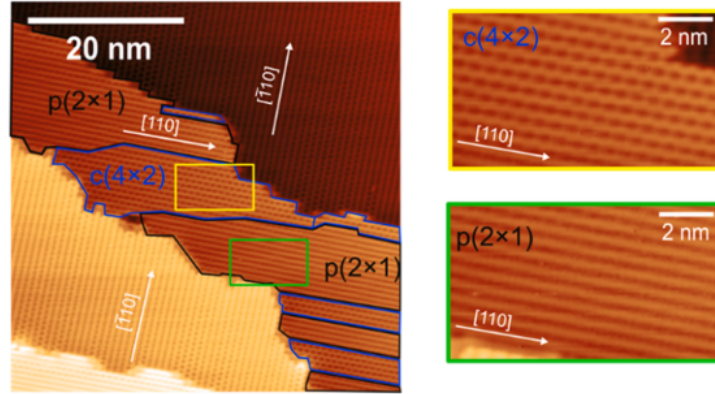 20 nm
[1̄10]
p(2×1)
[110]
c(4×2)
p(2×1)
[1̄10]
c(4×2)
2 nm
[110]
p(2×1)
2 nm
[110]